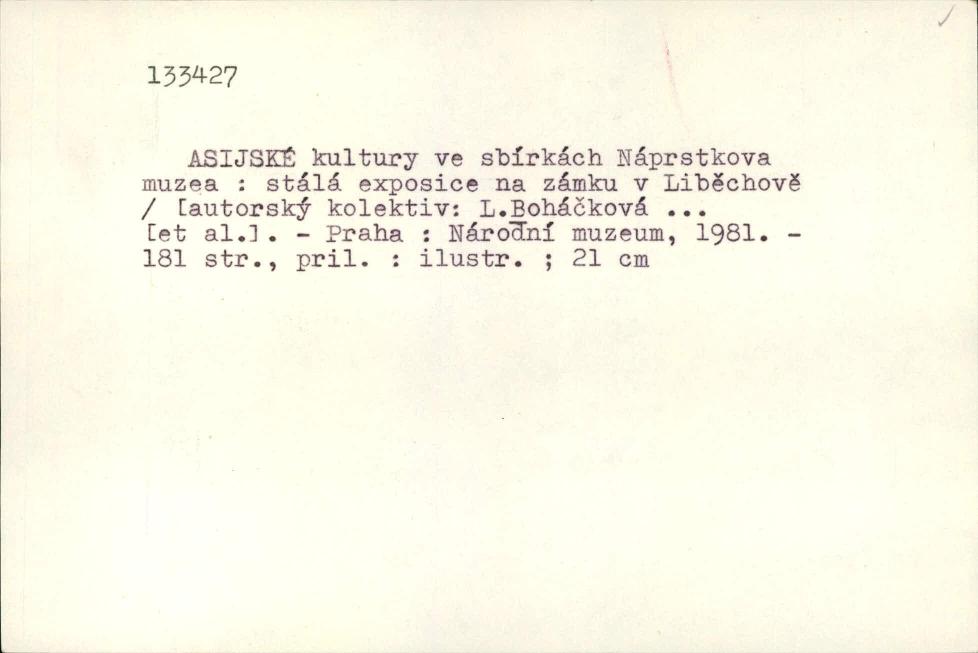 133427
ASIJSKÉ kultury ve sbírkách Náprstkova
muzea : stálá exposice na zámku v Liběchově
/ [autorský kolektiv: L.Boháčková ...
[et al.]. - Praha : Národní muzeum, 1981. -
181 str., pril. : ilustr. ; 21 cm